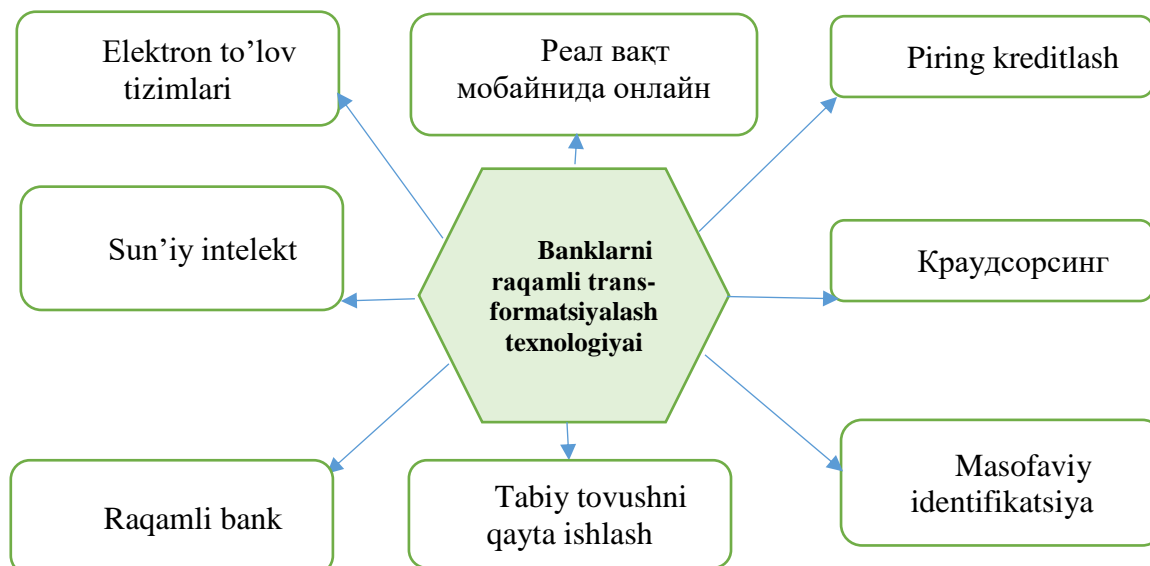 Elektron to’lov
tizimlari
Реал вақт
мобайнида онлайн
Piring kreditlash
Sun’iy intelekt
Banklarni
raqamli trans-
formatsiyalash
texnologiyai
Краудсорсинг
Raqamli bank
Tabiy tovushni
qayta ishlash
Masofaviy
identifikatsiya